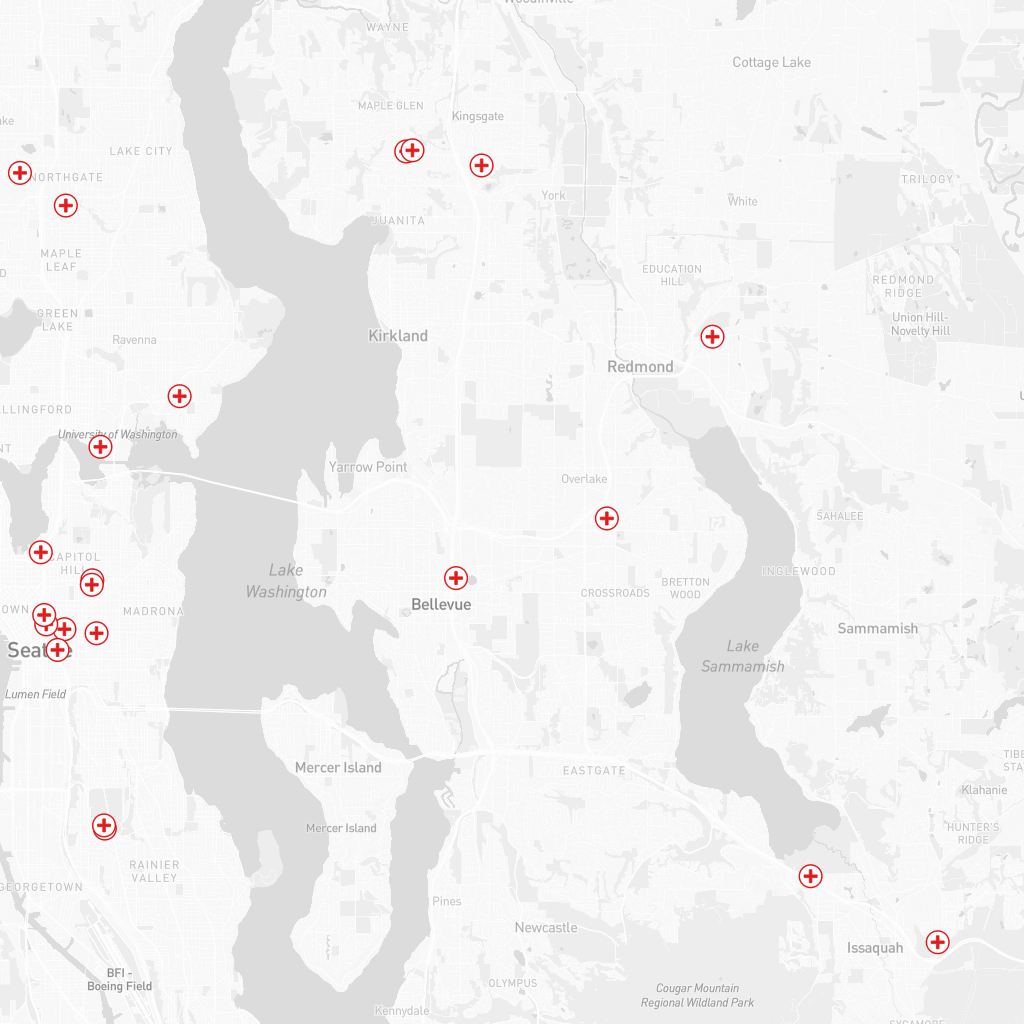 Woodinville
WAYNE
Cottage Lake
MAPLE GLEN
Kingsgate
ake
LAKE CITY
NORTHGATE
TRILOGY
York
White
JUANITA
MAPLE
LEAF
EDUCATION
HILL
REDMOND
RIDGE
GREEN
LAKE
Union Hill-
Novelty Hill
Ravenna
Kirkland
Redmond
ALLINGFORD
University of Washington
NT
Yarrow Point
Overlake
SAHALEE
CAPITOL
HILL
Lake
Washington
INGLEWOOD
BRETTON
WOOD
CROSSROADS
OWN
MADRONA
Bellevue
Sammamish
Seattle
Lake
Sammamish
Lumen Field
Mercer Island
EASTGATE
TIBE
STA
Klahanie
Mercer Island
HUNTER'S
RIDGE
RAINIER
VALLEY
GEORGETOWN
Pines
Newcastle
Issaquah
BFI -
Boeing Field
OLYMPUS
Cougar Mountain
Regional Wildland Park
Kennydale
SYCAMORE